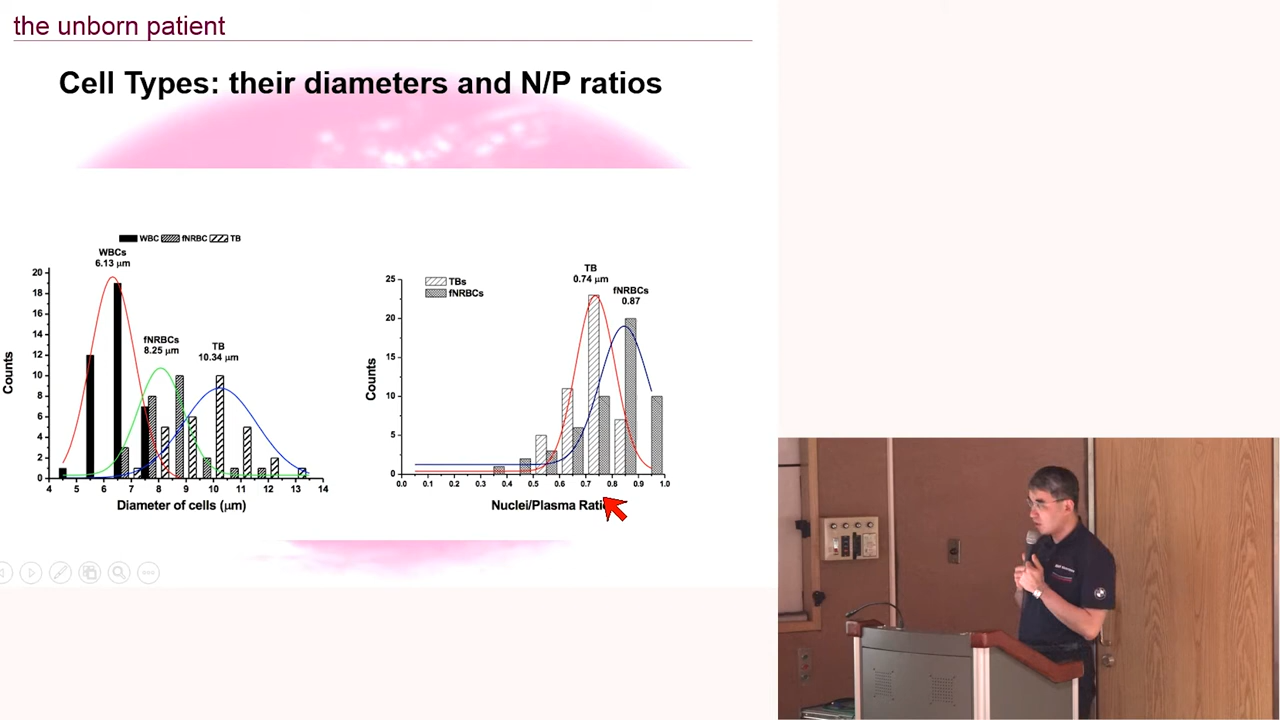 the unborn patient
Cell Types: their diameters and N/P ratios
WBC fNRBC TB
WBCs
6.13 μm
fNRBCs
8.25 μm
TB
10.34 μm
Counts
20
18
16
14
12
10
8
6
4
2
0
4 5 6 7 8 9 10 11 12 13 14
Diameter of cells (μm)
TBs
fNRBCs
TB
0.74 μm
fNRBCs
0.87
Counts
25
20
15
10
5
0
0.0 0.1 0.2 0.3 0.4 0.5 0.6 0.7 0.8 0.9 1.0
Nuclei/Plasma Rati